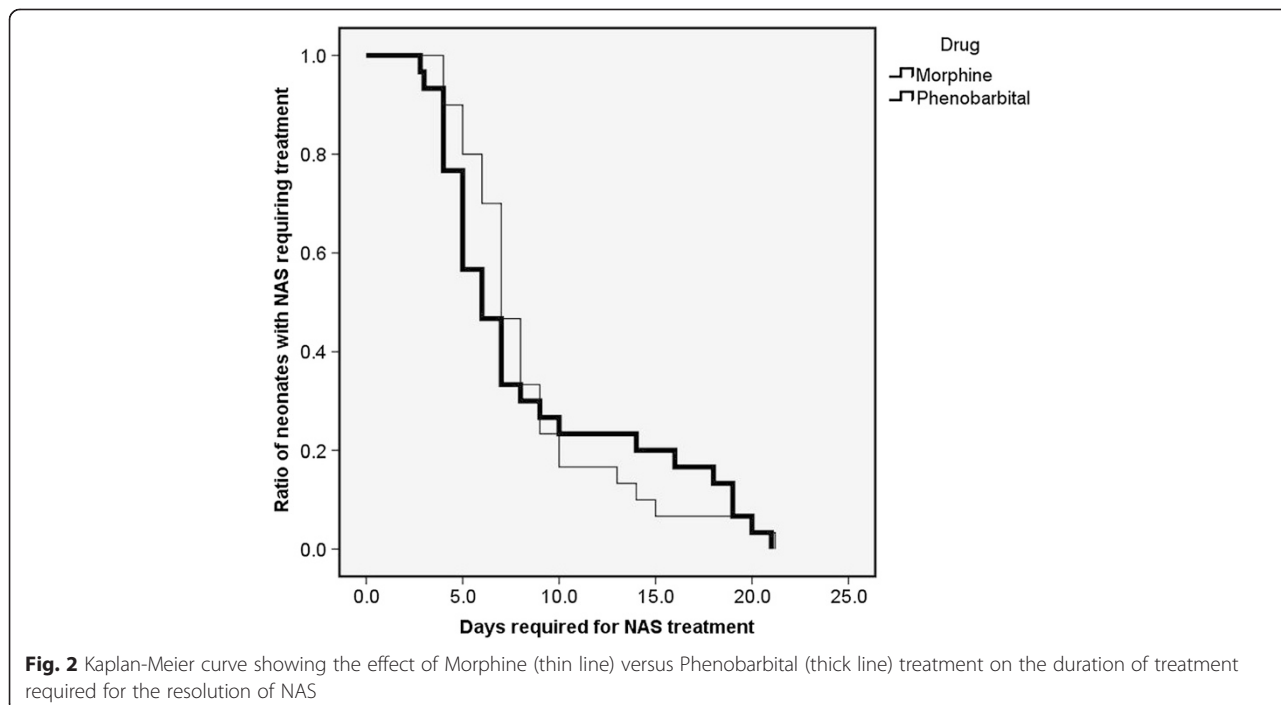 Drug
Morphine
Phenobarbital
Ratio of neonates with NAS requiring treatment
1.0
0.8
0.6
0.4
0.2
0.0
0.0 5.0 10.0 15.0 20.0 25.0
Days required for NAS treatment
Fig. 2 Kaplan-Meier curve showing the effect of Morphine (thin line) versus Phenobarbital (thick line) treatment on the duration of treatment
required for the resolution of NAS